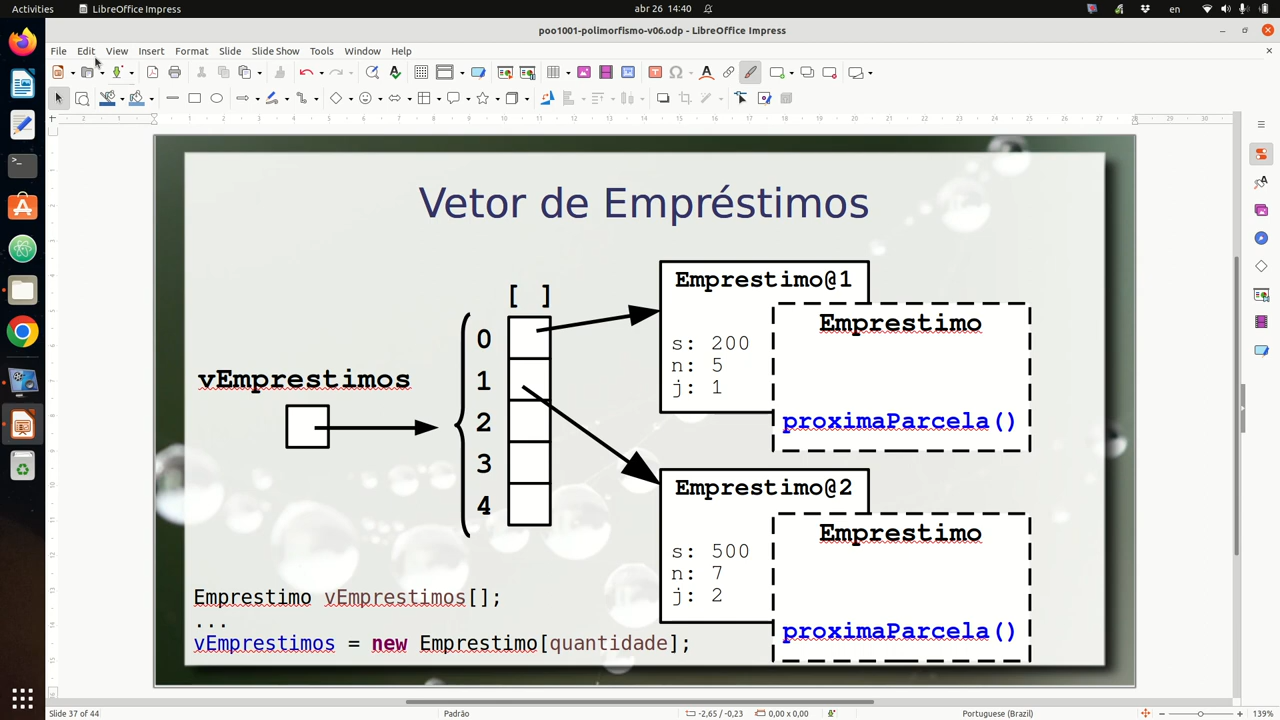 Activities
LibreOffice Impress
abr 26 14:40
en
poo1001-polimorfismo-v06.odp - LibreOffice Impress
File Edit View Insert Format Slide Slide Show Tools Window Help
Vetor de Empréstimos
[ ]
0
1
2
3
4
vEmprestimos
Emprestimo@1
s: 200
n: 5
j: 1
Emprestimo
proximaParcela()
Emprestimo@2
s: 500
n: 7
j: 2
Emprestimo
proximaParcela()
Emprestimo vEmprestimos[];
...
vEmprestimos = new Emprestimo[quantidade];
Slide 37 of 44
Padrão
-2,65 / -0,23
0,00 x 0,00
Portuguese (Brazil)
139%